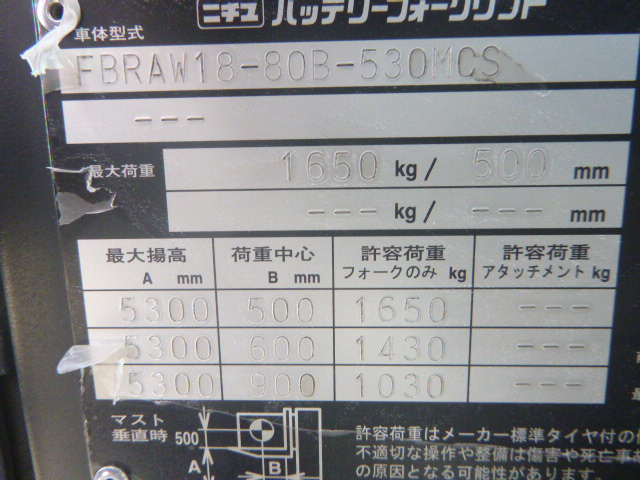 ニチユ バッテリーフォークリフト
車体型式
FBRAW18-80B-530MCS
---
最大荷重 1650 kg/ 500 mm
--- kg/ --- mm
最大揚高 荷重中心 許容荷重 許容荷重
A mm B mm フォークのみ kg アタッチメント kg
5300 500 1650 ---
5300 600 1430 ---
5300 900 1030 ---
マスト
垂直時 500
A B
許容荷重はメーカー標準タイヤ付の
不適切な操作や整備は傷害や死亡事故
の原因となる可能性があります。